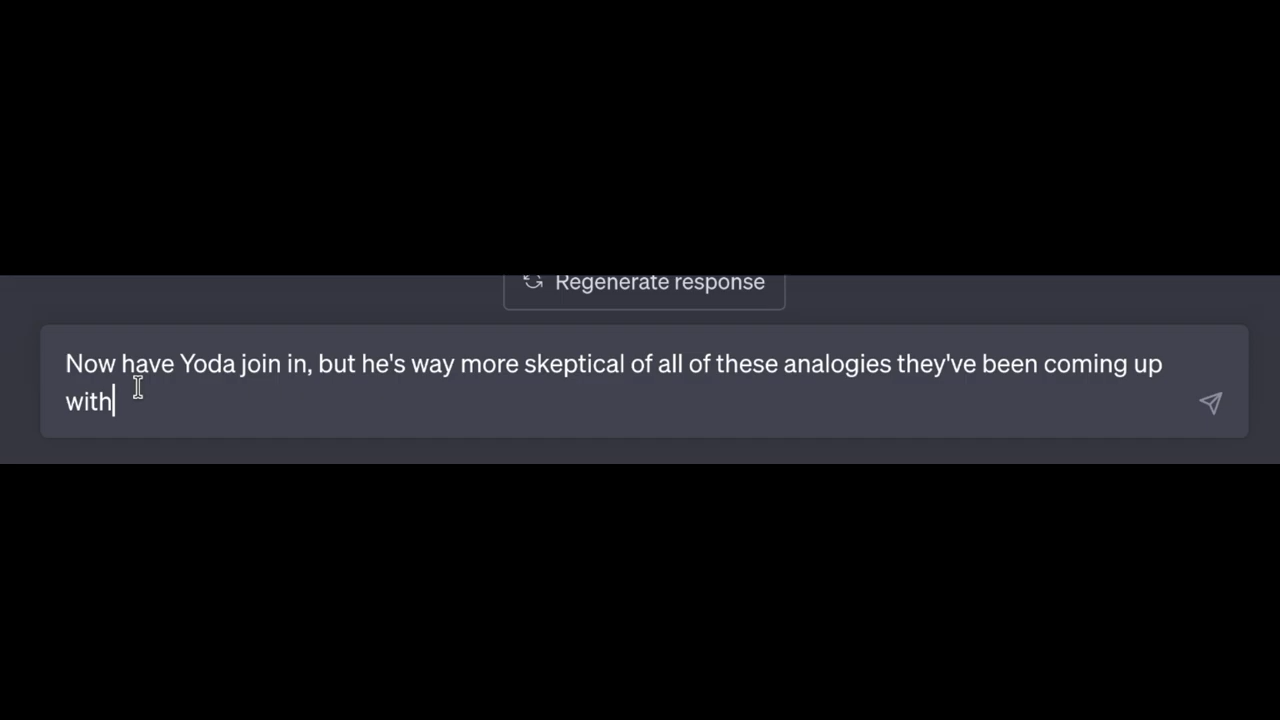 Regenerate response
Now have Yoda join in, but he's way more skeptical of all of these analogies they've been coming up
with